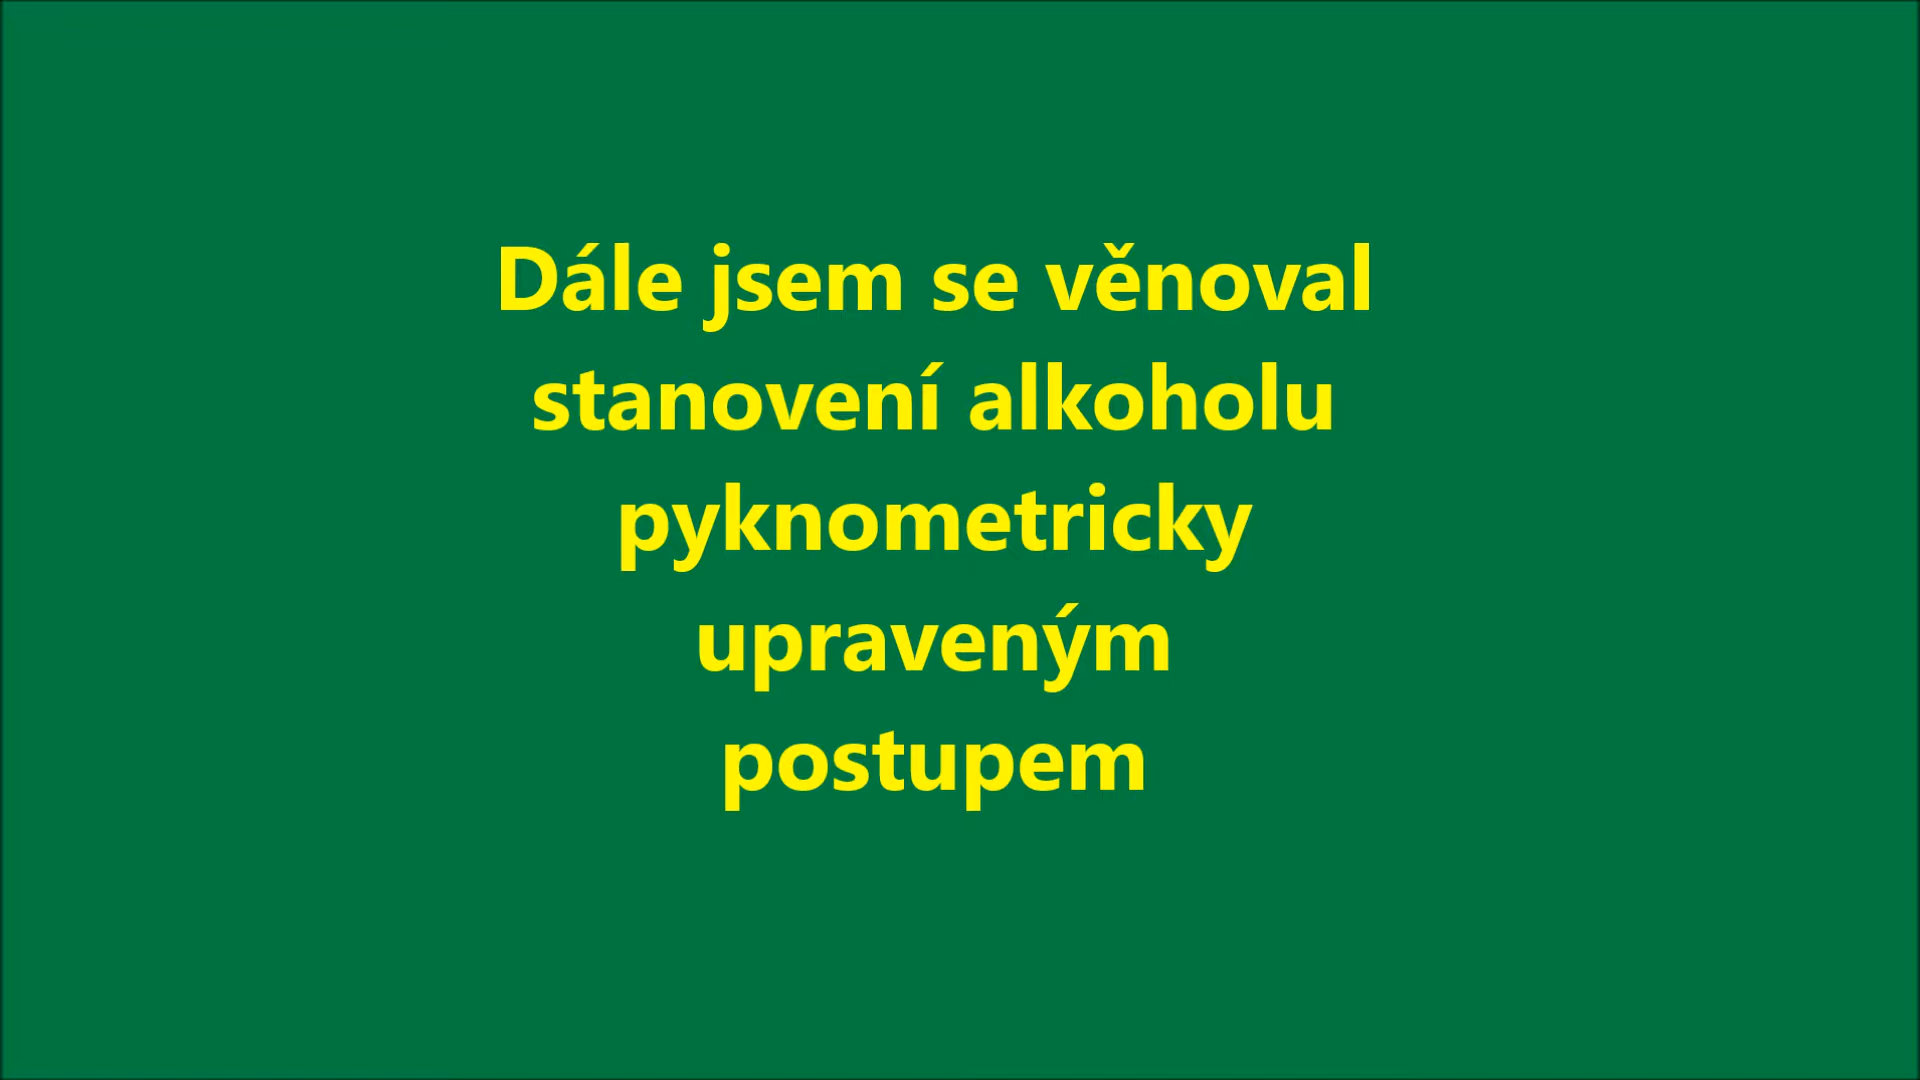 Dále jsem se věnoval
stanovení alkoholu
pyknometricky
upraveným
postupem